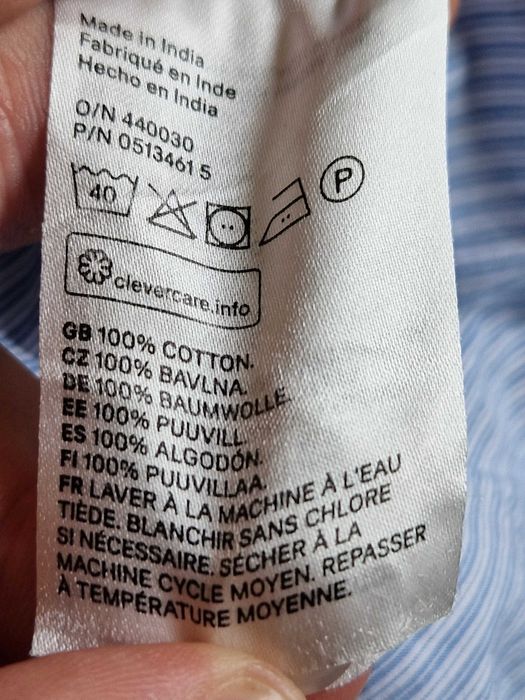 Made in India
Fabriqué en Inde
Hecho en India
O/N 440030
P/N 0513461 5
40
P
clevercare.info
GB 100% COTTON.
CZ 100% BAVLNA.
DE 100% BAUMWOLLE.
EE 100% PUUVILL.
ES 100% ALGODÓN.
FI 100% PUUVILLAA.
FR LAVER À LA MACHINE À L'EAU
TIÈDE. BLANCHIR SANS CHLORE
SI NÉCESSAIRE. SÉCHER À LA
MACHINE CYCLE MOYEN. REPASSER
À TEMPÉRATURE MOYENNE.